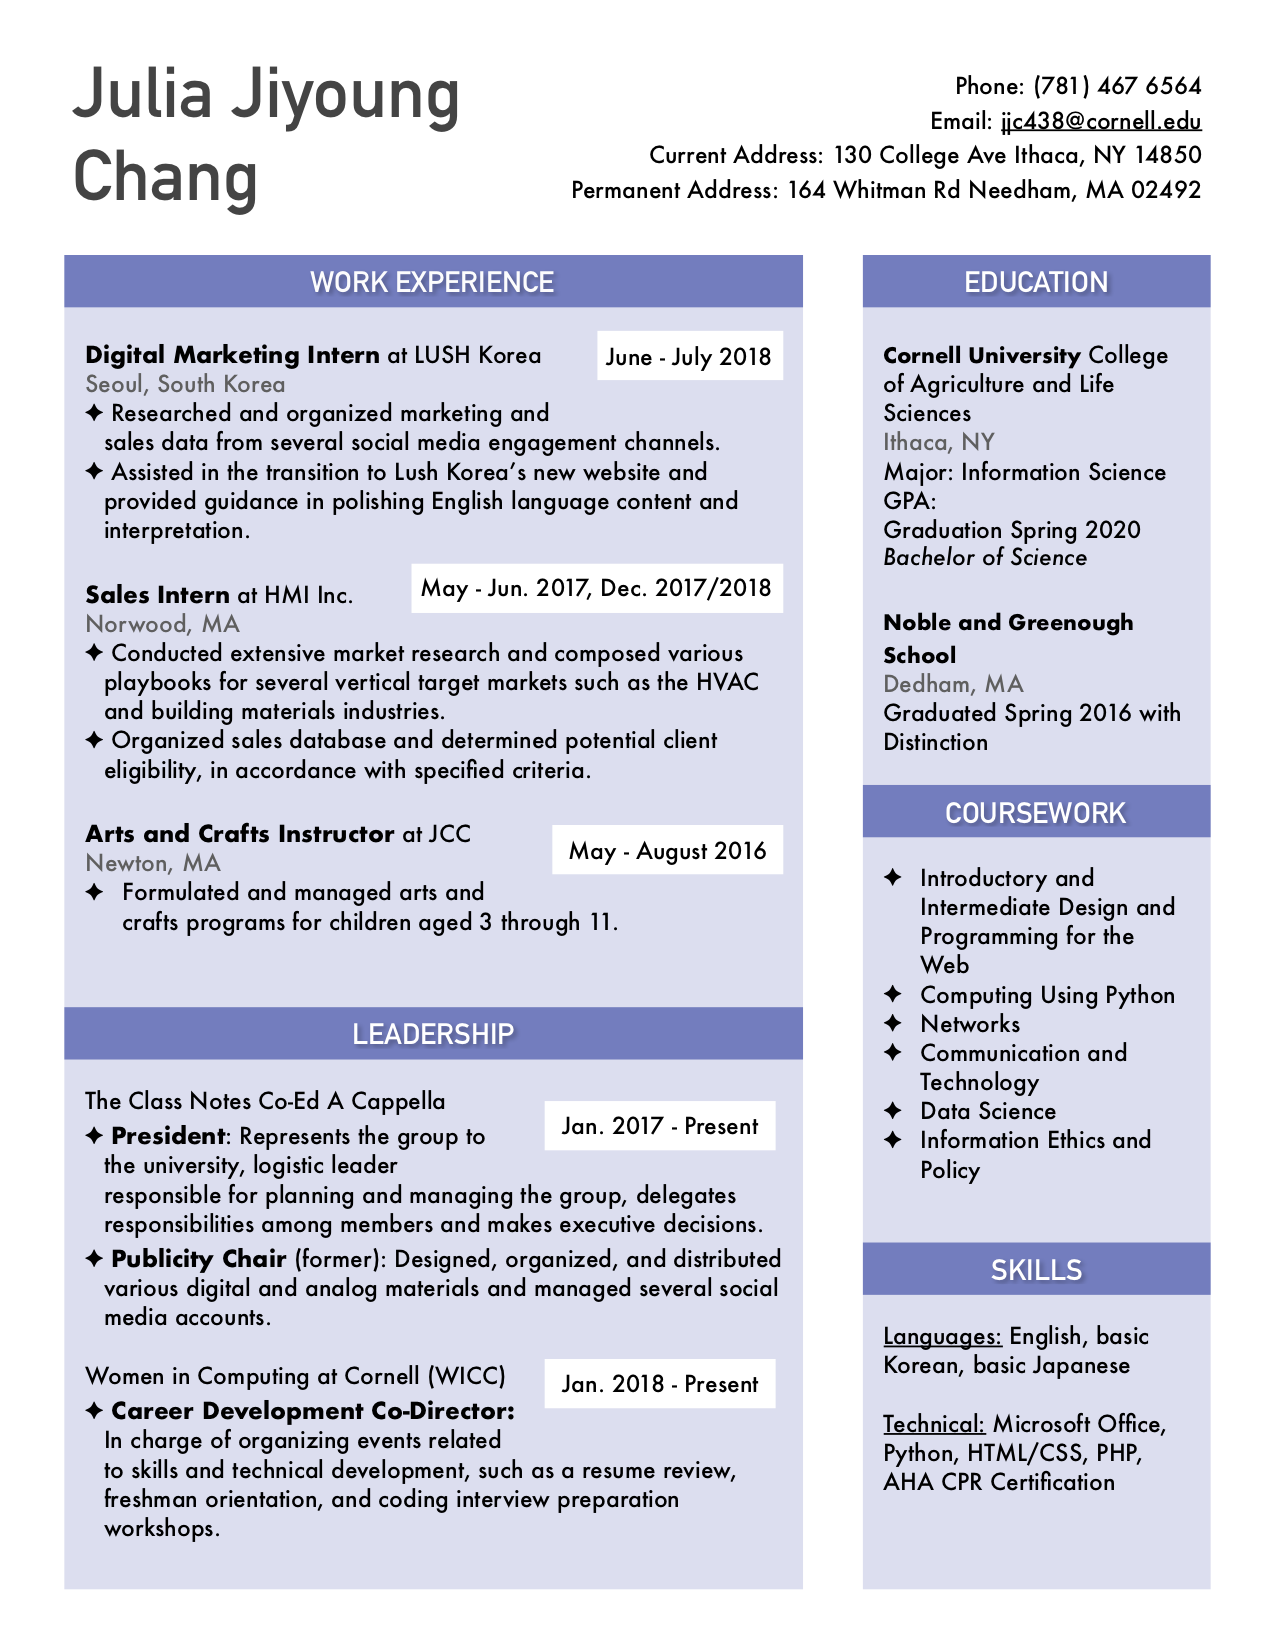 Julia Jiyoung
Chang
Phone: (781) 467 6564
Email: jjc438@cornell.edu
Current Address: 130 College Ave Ithaca, NY 14850
Permanent Address: 164 Whitman Rd Needham, MA 02492
WORK EXPERIENCE
Digital Marketing Intern at LUSH Korea
June - July 2018
Seoul, South Korea
✦ Researched and organized marketing and
sales data from several social media engagement channels.
✦ Assisted in the transition to Lush Korea’s new website and
provided guidance in polishing English language content and
interpretation.
Sales Intern at HMI Inc.
May - Jun. 2017, Dec. 2017/2018
Norwood, MA
✦ Conducted extensive market research and composed various
playbooks for several vertical target markets such as the HVAC
and building materials industries.
✦ Organized sales database and determined potential client
eligibility, in accordance with specified criteria.
Arts and Crafts Instructor at JCC
May - August 2016
Newton, MA
✦ Formulated and managed arts and
crafts programs for children aged 3 through 11.
LEADERSHIP
The Class Notes Co-Ed A Cappella
Jan. 2017 - Present
✦ President: Represents the group to
the university, logistic leader
responsible for planning and managing the group, delegates
responsibilities among members and makes executive decisions.
✦ Publicity Chair (former): Designed, organized, and distributed
various digital and analog materials and managed several social
media accounts.
Women in Computing at Cornell (WICC)
Jan. 2018 - Present
✦ Career Development Co-Director:
In charge of organizing events related
to skills and technical development, such as a resume review,
freshman orientation, and coding interview preparation
workshops.
EDUCATION
Cornell University College
of Agriculture and Life
Sciences
Ithaca, NY
Major: Information Science
GPA:
Graduation Spring 2020
Bachelor of Science
Noble and Greenough
School
Dedham, MA
Graduated Spring 2016 with
Distinction
COURSEWORK
✦ Introductory and
Intermediate Design and
Programming for the
Web
✦ Computing Using Python
✦ Networks
✦ Communication and
Technology
✦ Data Science
✦ Information Ethics and
Policy
SKILLS
Languages: English, basic
Korean, basic Japanese
Technical: Microsoft Office,
Python, HTML/CSS, PHP,
AHA CPR Certification